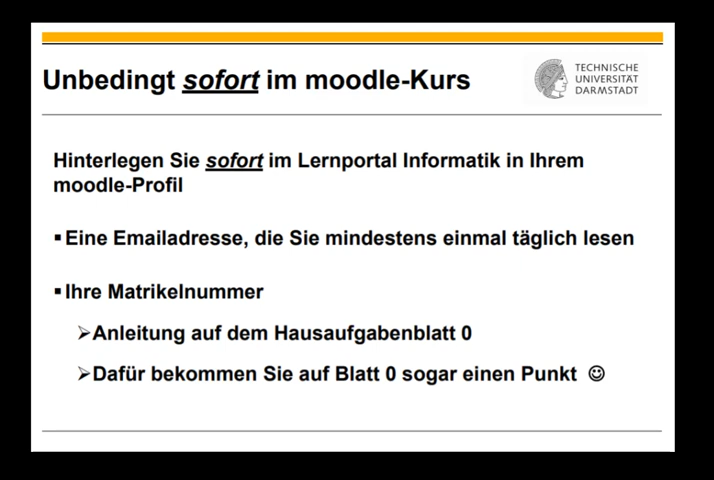 Unbedingt sofort im moodle-Kurs
TECHNISCHE
UNIVERSITÄT
DARMSTADT
Hinterlegen Sie sofort im Lernportal Informatik in Ihrem
moodle-Profil
▪ Eine Emailadresse, die Sie mindestens einmal täglich lesen
▪ Ihre Matrikelnummer
➢ Anleitung auf dem Hausaufgabenblatt 0
➢ Dafür bekommen Sie auf Blatt 0 sogar einen Punkt ☺